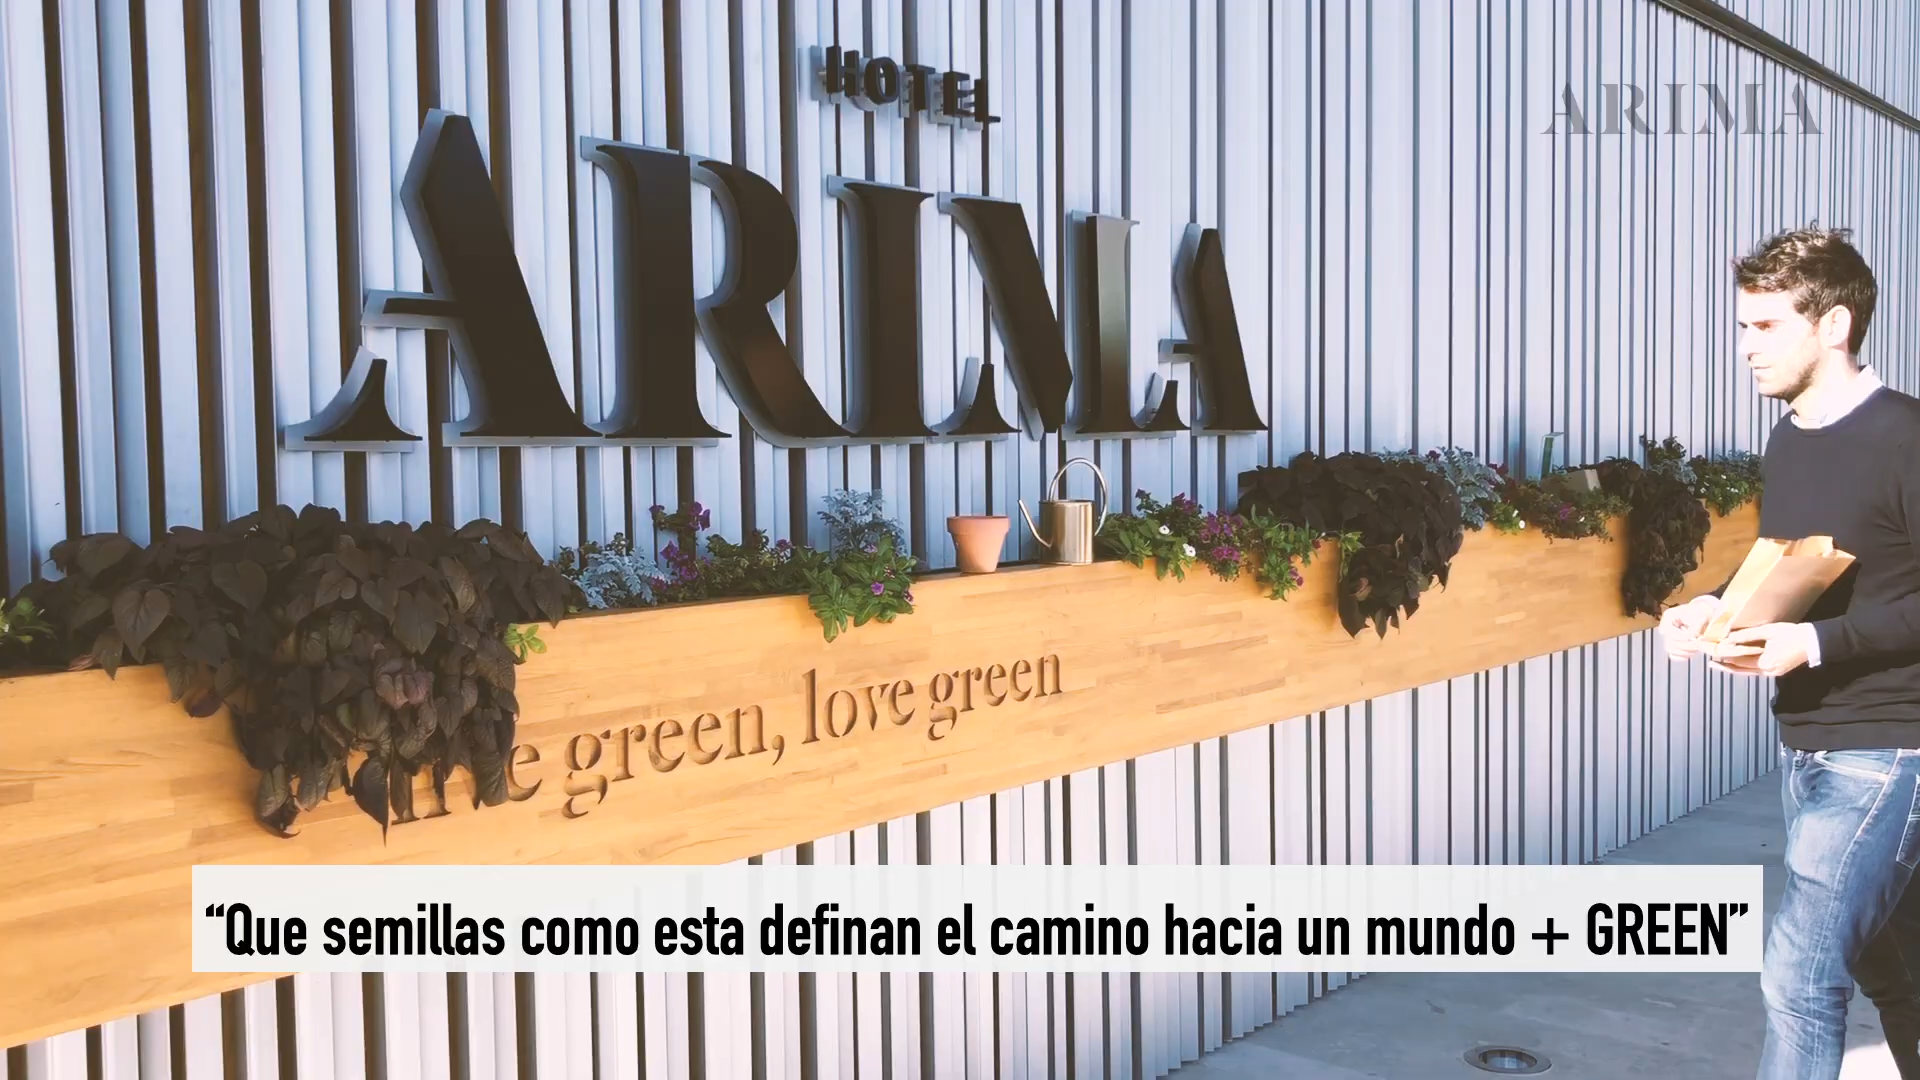 HOTEL
ARIMA
ARIMA
green, love green
“Que semillas como esta definan el camino hacia un mundo + GREEN”